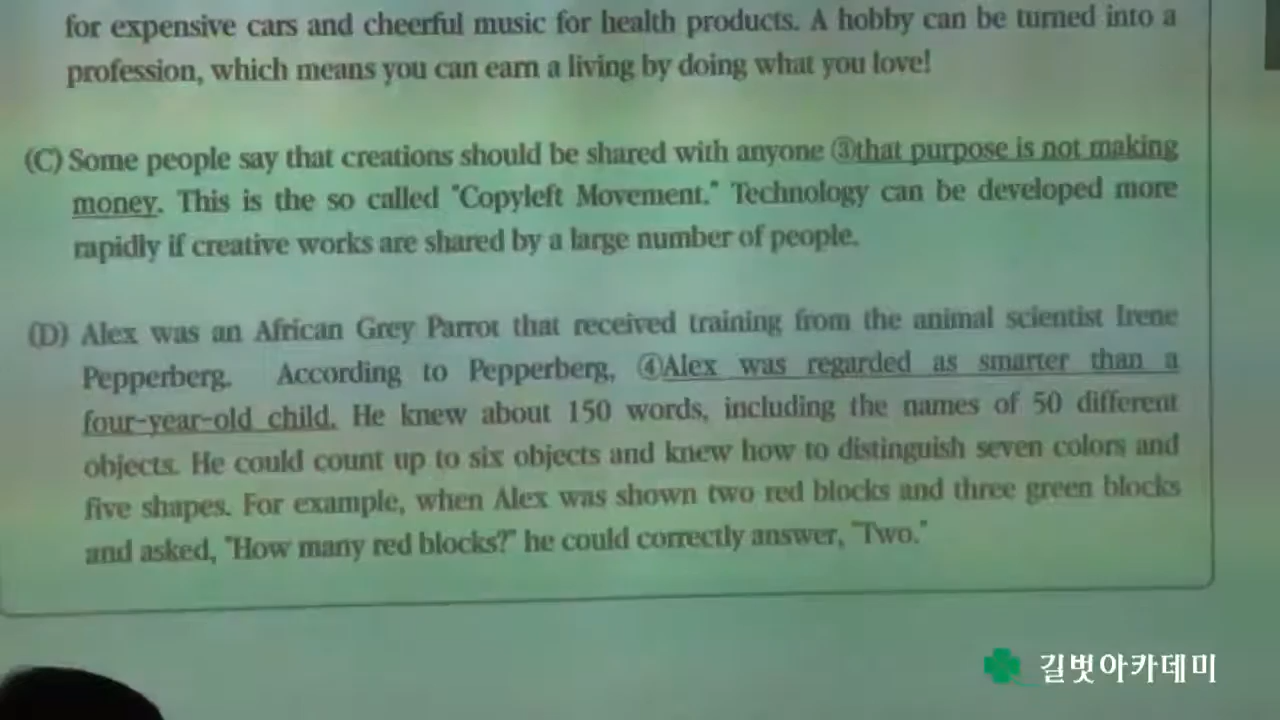 for expensive cars and cheerful music for health products. A hobby can be turned into a
profession, which means you can earn a living by doing what you love!
(C) Some people say that creations should be shared with anyone ③that purpose is not making
money. This is the so called "Copyleft Movement." Technology can be developed more
rapidly if creative works are shared by a large number of people.
(D) Alex was an African Grey Parrot that received training from the animal scientist Irene
Pepperberg. According to Pepperberg, ④Alex was regarded as smarter than a
four-year-old child. He knew about 150 words, including the names of 50 different
objects. He could count up to six objects and knew how to distinguish seven colors and
five shapes. For example, when Alex was shown two red blocks and three green blocks
and asked, "How many red blocks?" he could correctly answer, "Two."
길벗아카데미